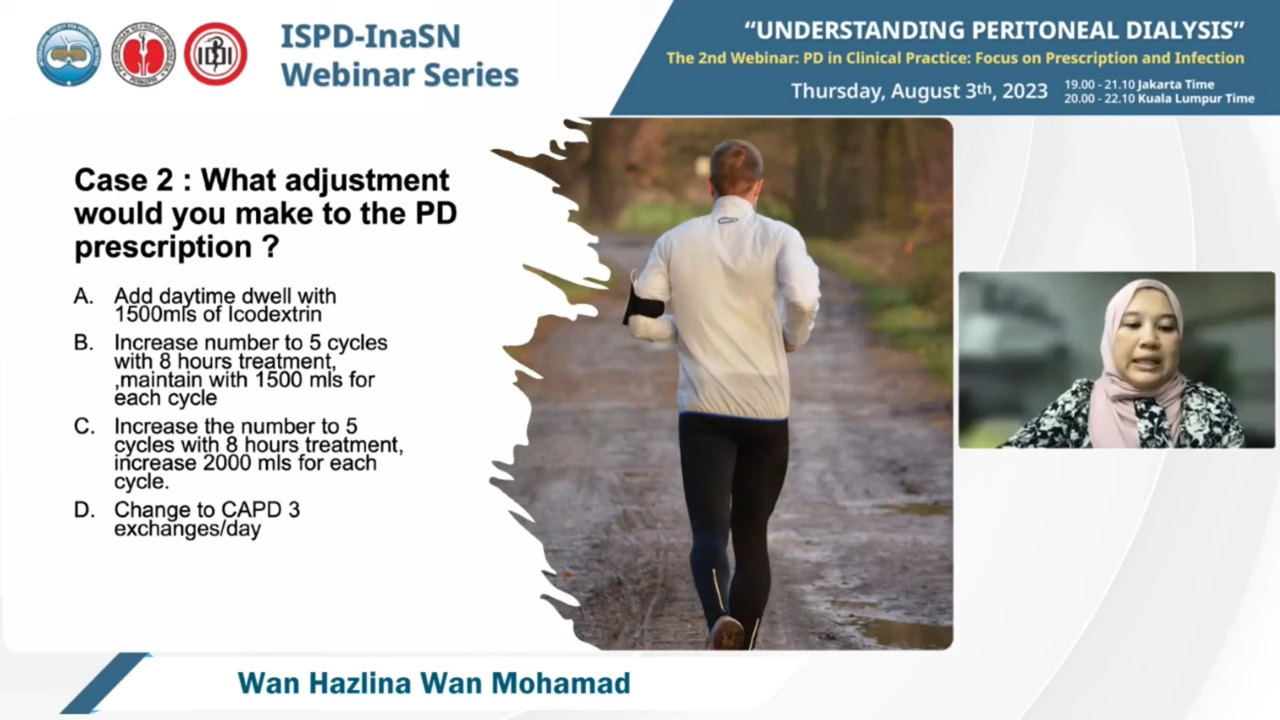 ISPD-InaSN
Webinar Series
“UNDERSTANDING PERITONEAL DIALYSIS”
The 2nd Webinar: PD in Clinical Practice: Focus on Prescription and Infection
Thursday, August 3th, 2023
19.00 - 21.10 Jakarta Time
20.00 - 22.10 Kuala Lumpur Time
Case 2 : What adjustment
would you make to the PD
prescription ?
A. Add daytime dwell with
1500mls of Icodextrin
B. Increase number to 5 cycles
with 8 hours treatment,
,maintain with 1500 mls for
each cycle
C. Increase the number to 5
cycles with 8 hours treatment,
increase 2000 mls for each
cycle.
D. Change to CAPD 3
exchanges/day
Wan Hazlina Wan Mohamad